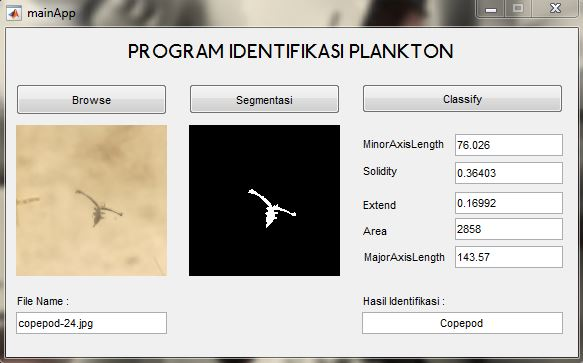 mainApp
PROGRAM IDENTIFIKASI PLANKTON
Browse
Segmentasi
Classify
MinorAxisLength 76.026
Solidity 0.36403
Extend 0.16992
Area 2858
MajorAxisLength 143.57
File Name :
copepod-24.jpg
Hasil Identifikasi :
Copepod